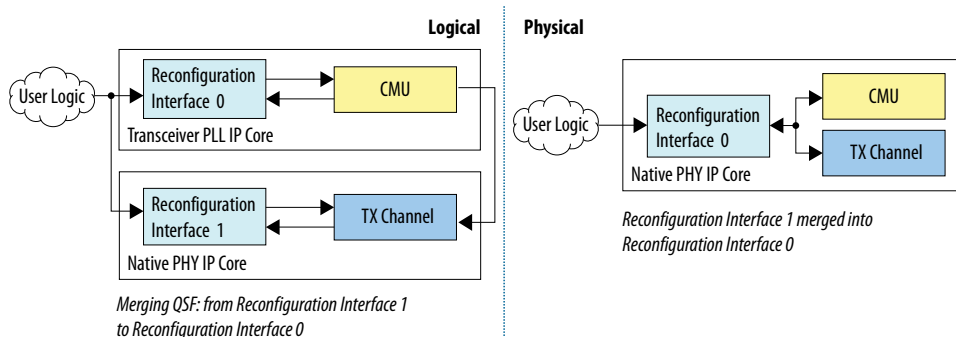 Logical
Physical
User Logic
Reconfiguration
Interface 0
CMU
Transceiver PLL IP Core
Reconfiguration
Interface 1
TX Channel
Native PHY IP Core
Merging QSF: from Reconfiguration Interface 1
to Reconfiguration Interface 0
User Logic
Reconfiguration
Interface 0
CMU
TX Channel
Native PHY IP Core
Reconfiguration Interface 1 merged into
Reconfiguration Interface 0